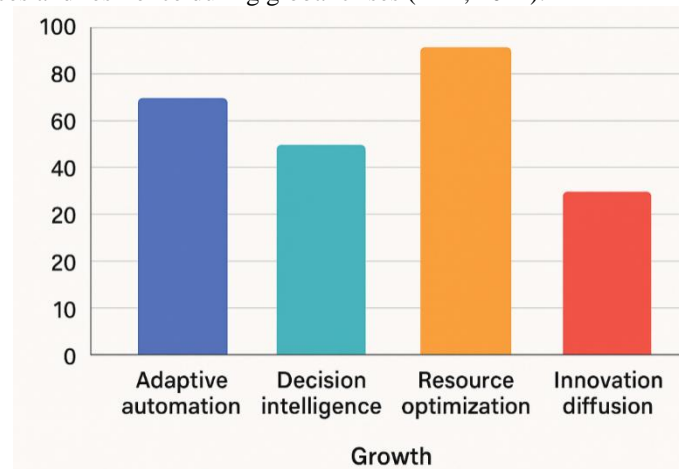 100
80
60
40
20
20
10
0
Adaptive automation
Decision intelligence
Resource optimization
Innovation diffusion
Growth